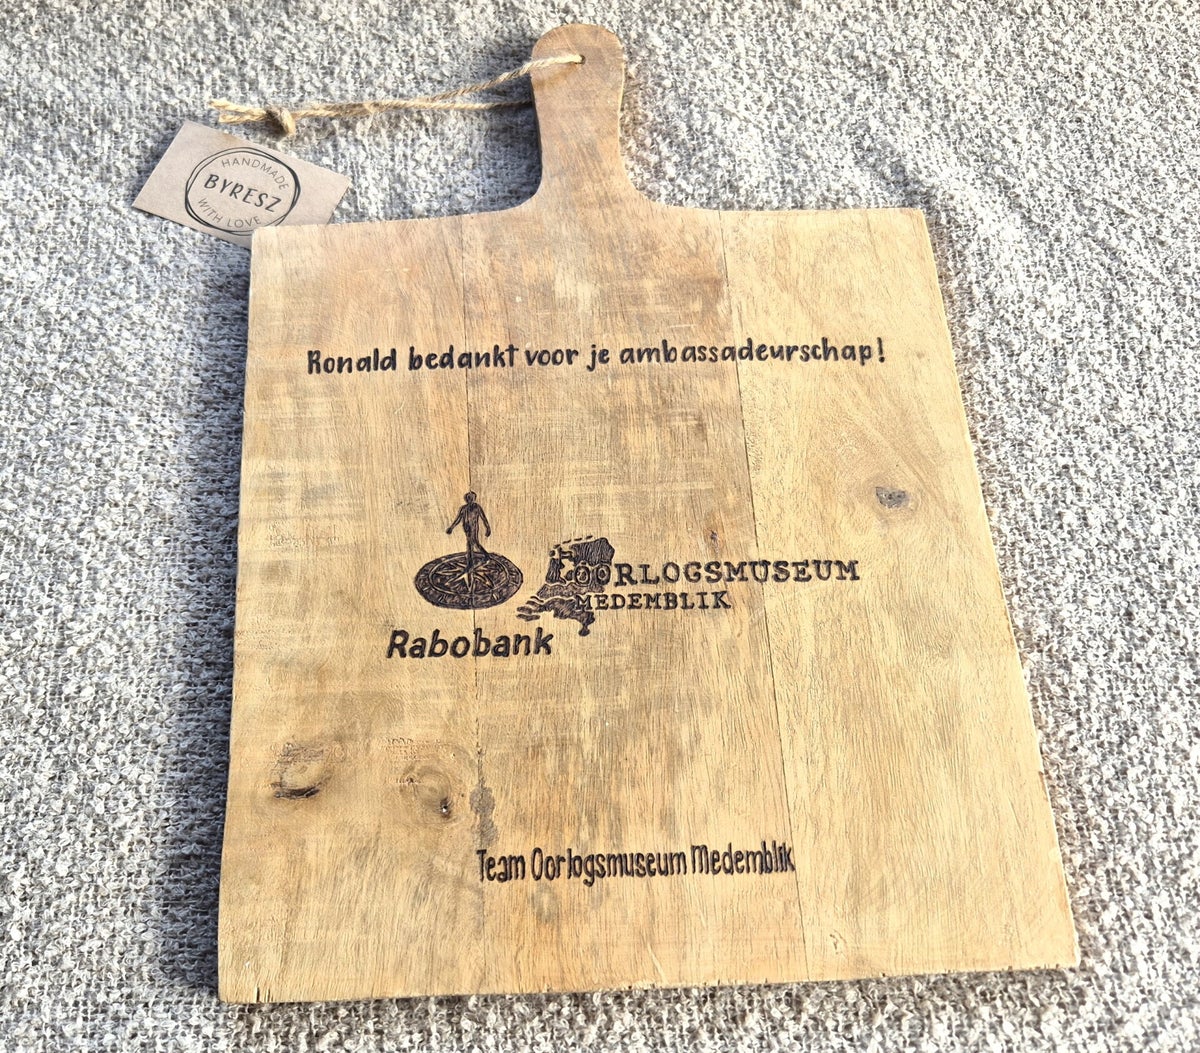 HANDMADE
BYRESZ
WITH LOVE
Ronald bedankt voor je ambassadeurschap!
OORLOGSMUSEUM
MEDEMBLIK
Rabobank
Team Oorlogsmuseum Medemblik